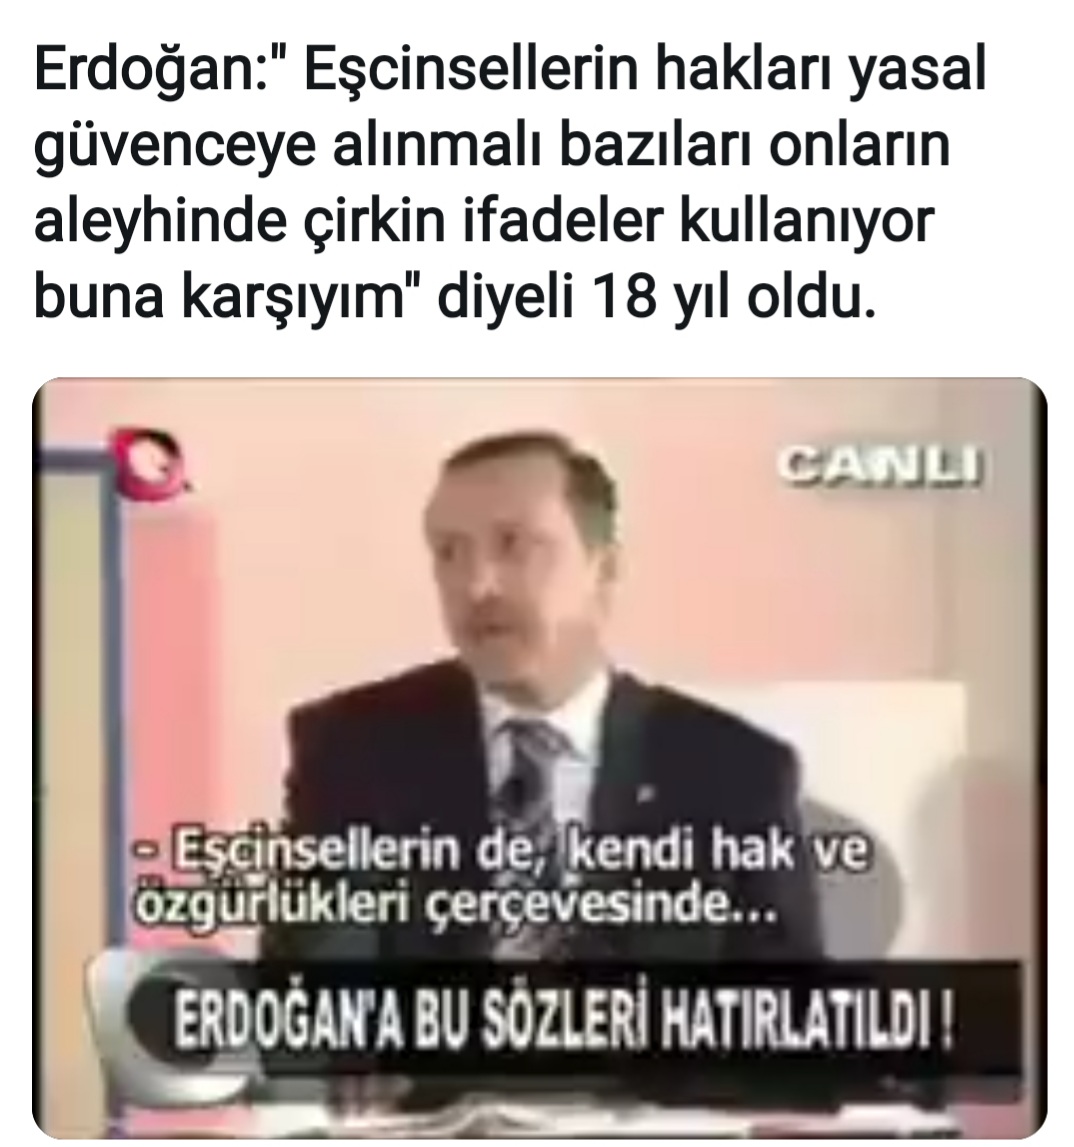 Erdoğan:" Eşcinsellerin hakları yasal
güvenceye alınmalı bazıları onların
aleyhinde çirkin ifadeler kullanıyor
buna karşıyım" diyeli 18 yıl oldu.
CANLI
- Eşcinsellerin de, kendi hak ve
özgürlükleri çerçevesinde...
ERDOĞAN'A BU SÖZLERİ HATIRLATILDI!